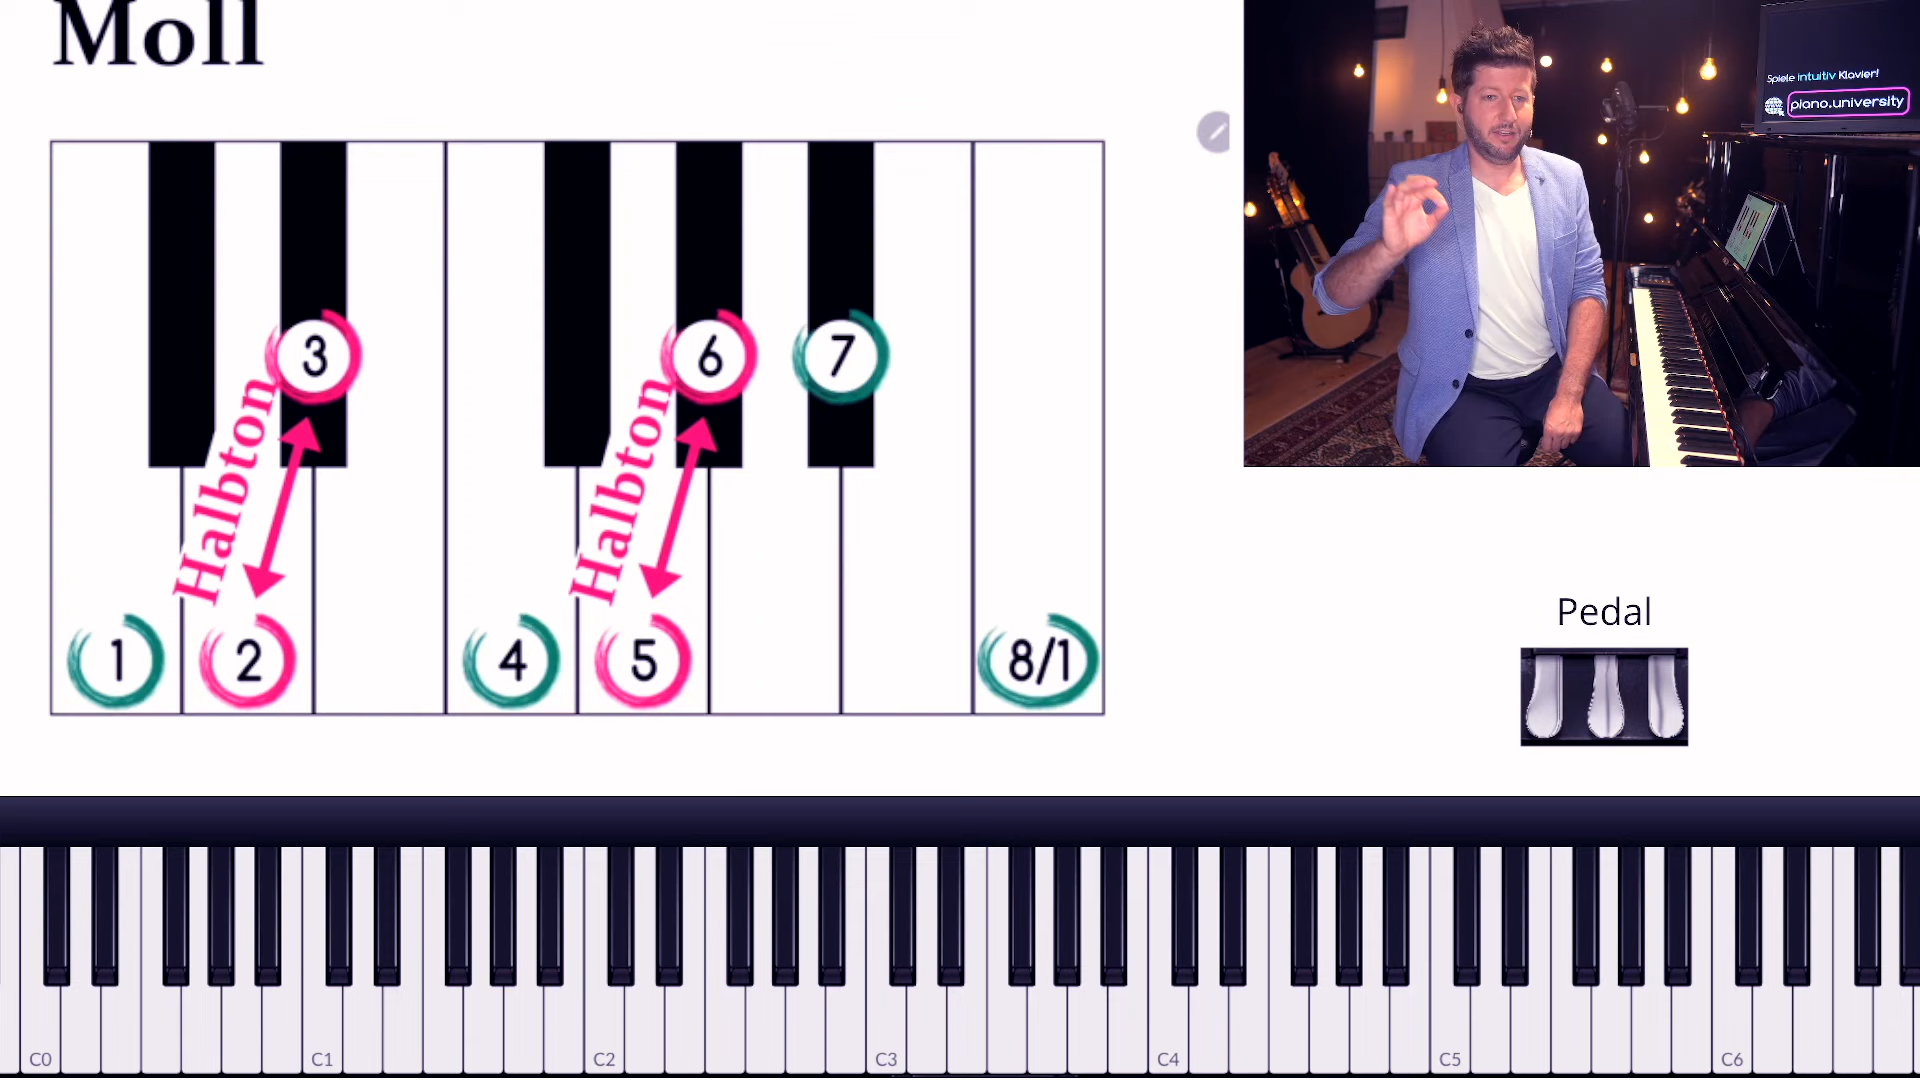 Moll
Spiele intuitiv Klavier!
piano.university
3
6
7
Halbton
Halbton
1
2
4
5
8/1
Pedal
C0
C1
C2
C3
C4
C5
C6